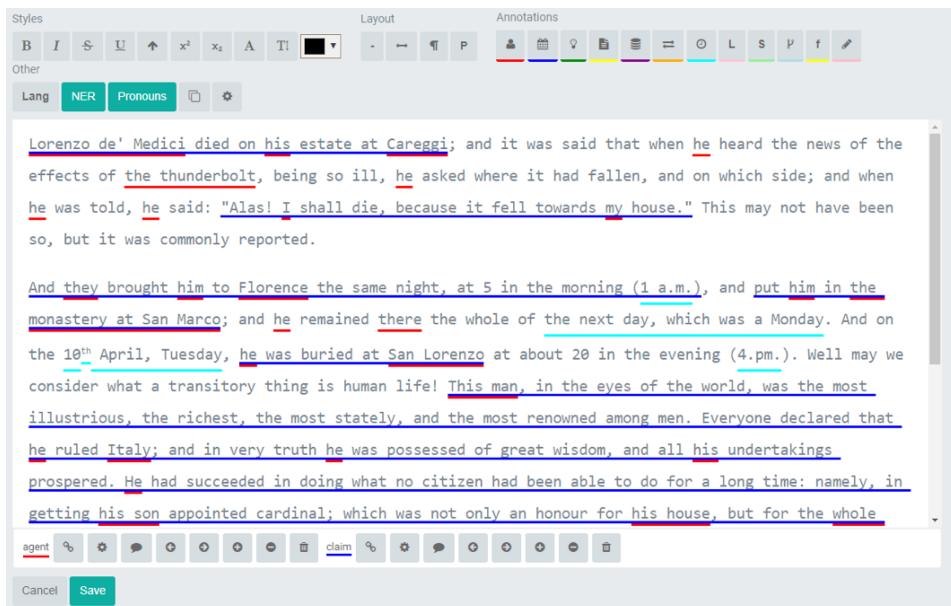 Styles
Layout
Annotations
B I S U x² x₂ A T P L S f
Other
Lang NER Pronouns
Lorenzo de' Medici died on his estate at Careggi; and it was said that when he heard the news of the
effects of the thunderbolt, being so ill, he asked where it had fallen, and on which side; and when
he was told, he said: "Alas! I shall die, because it fell towards my house." This may not have been
so, but it was commonly reported.
And they brought him to Florence the same night, at 5 in the morning (1 a.m.), and put him in the
monastery at San Marco; and he remained there the whole of the next day, which was a Monday. And on
the 10th April, Tuesday, he was buried at San Lorenzo at about 20 in the evening (4.pm.). Well may we
consider what a transitory thing is human life! This man, in the eyes of the world, was the most
illustrious, the richest, the most stately, and the most renowned among men. Everyone declared that
he ruled Italy; and in very truth he was possessed of great wisdom, and all his undertakings
prospered. He had succeeded in doing what no citizen had been able to do for a long time: namely, in
getting his son appointed cardinal; which was not only an honour for his house, but for the whole
agent claim
Cancel Save